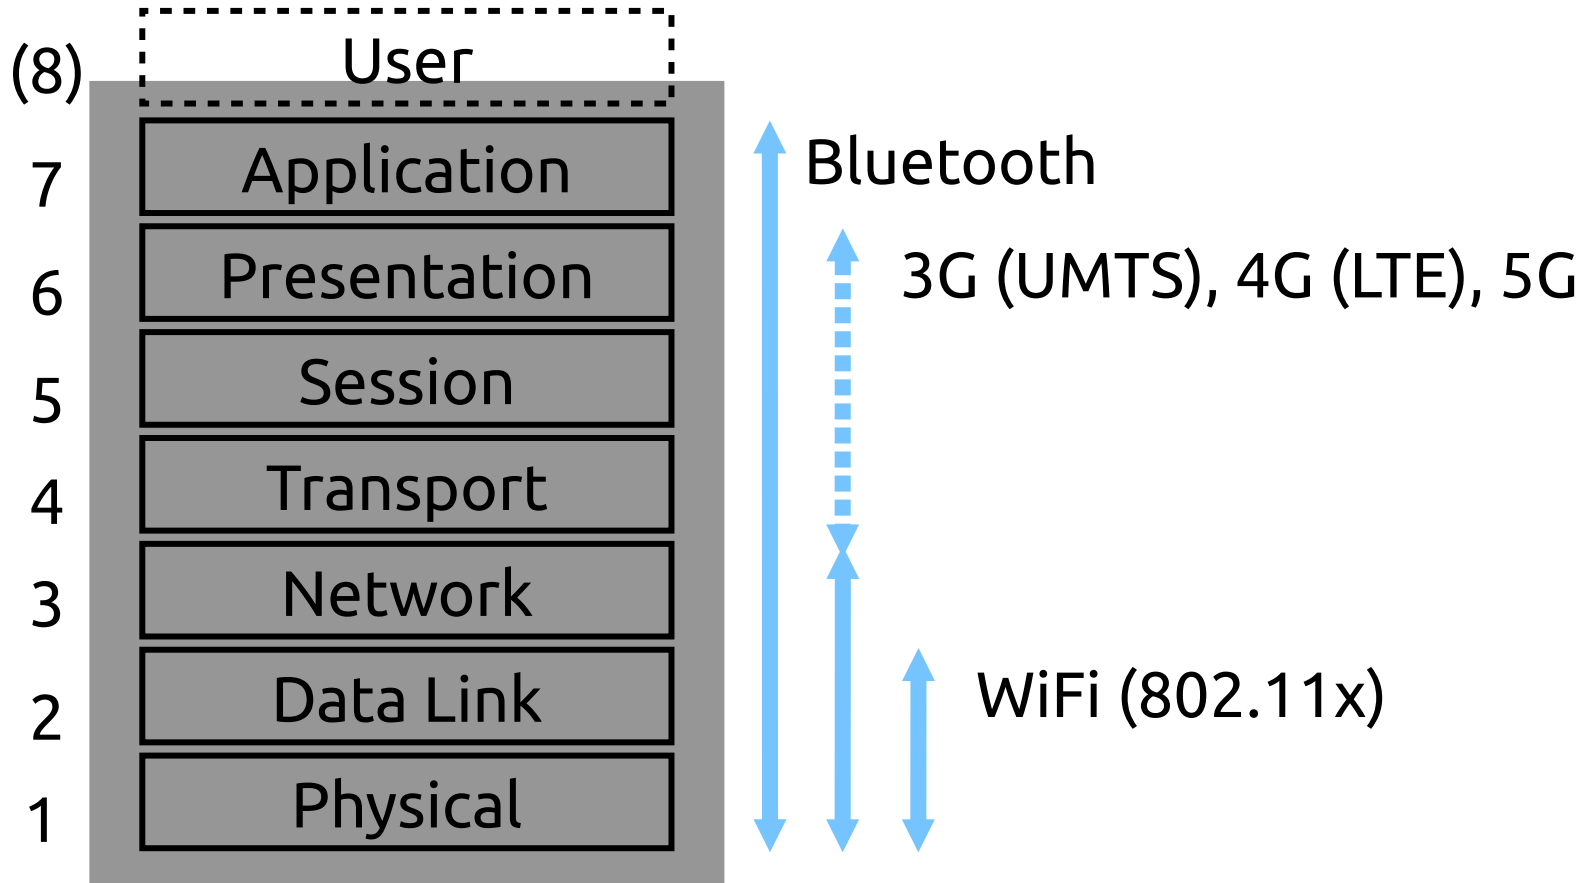 (8) User
7 Application Bluetooth
6 Presentation 3G (UMTS), 4G (LTE), 5G
5 Session
4 Transport
3 Network
2 Data Link WiFi (802.11x)
1 Physical